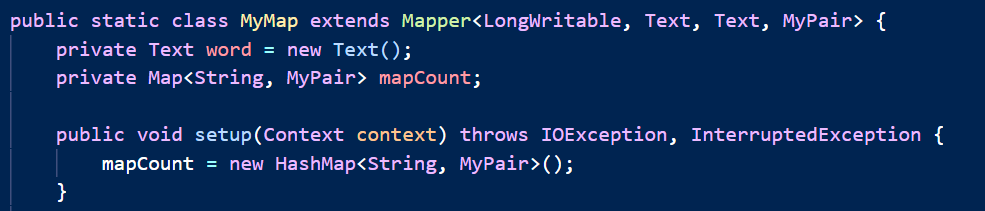 public static class MyMap extends Mapper<LongWritable, Text, Text, MyPair> {
    private Text word = new Text();
    private Map<String, MyPair> mapCount;

    public void setup(Context context) throws IOException, InterruptedException {
        mapCount = new HashMap<String, MyPair>();
    }